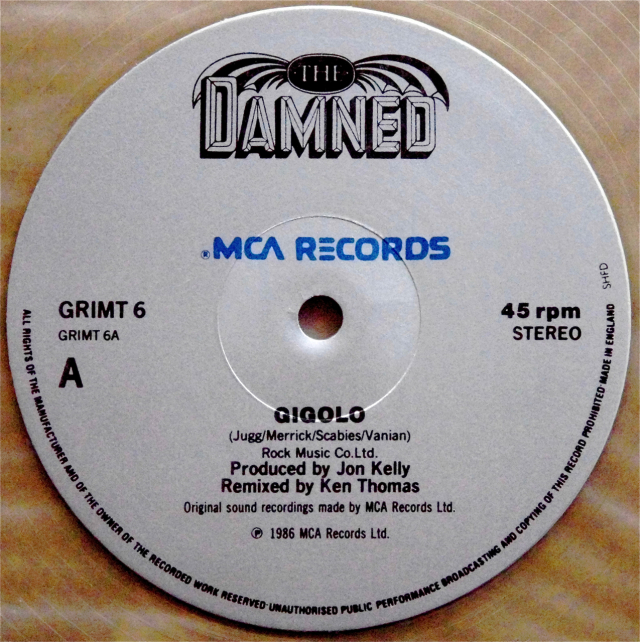 THE
DAMNED
® MCA RECORDS
GRIMT 6
GRIMT 6A
A
45 rpm
STEREO
SHFD
GIGOLO
(Jugg/Merrick/Scabies/Vanian)
Rock Music Co.Ltd.
Produced by Jon Kelly
Remixed by Ken Thomas
Original sound recordings made by MCA Records Ltd.
℗ 1986 MCA Records Ltd.
ALL RIGHTS OF THE MANUFACTURER AND OF THE OWNER OF THE RECORDED WORK RESERVED·UNAUTHORISED PUBLIC PERFORMANCE BROADCASTING AND COPYING OF THIS RECORD PROHIBITED·MADE IN ENGLAND